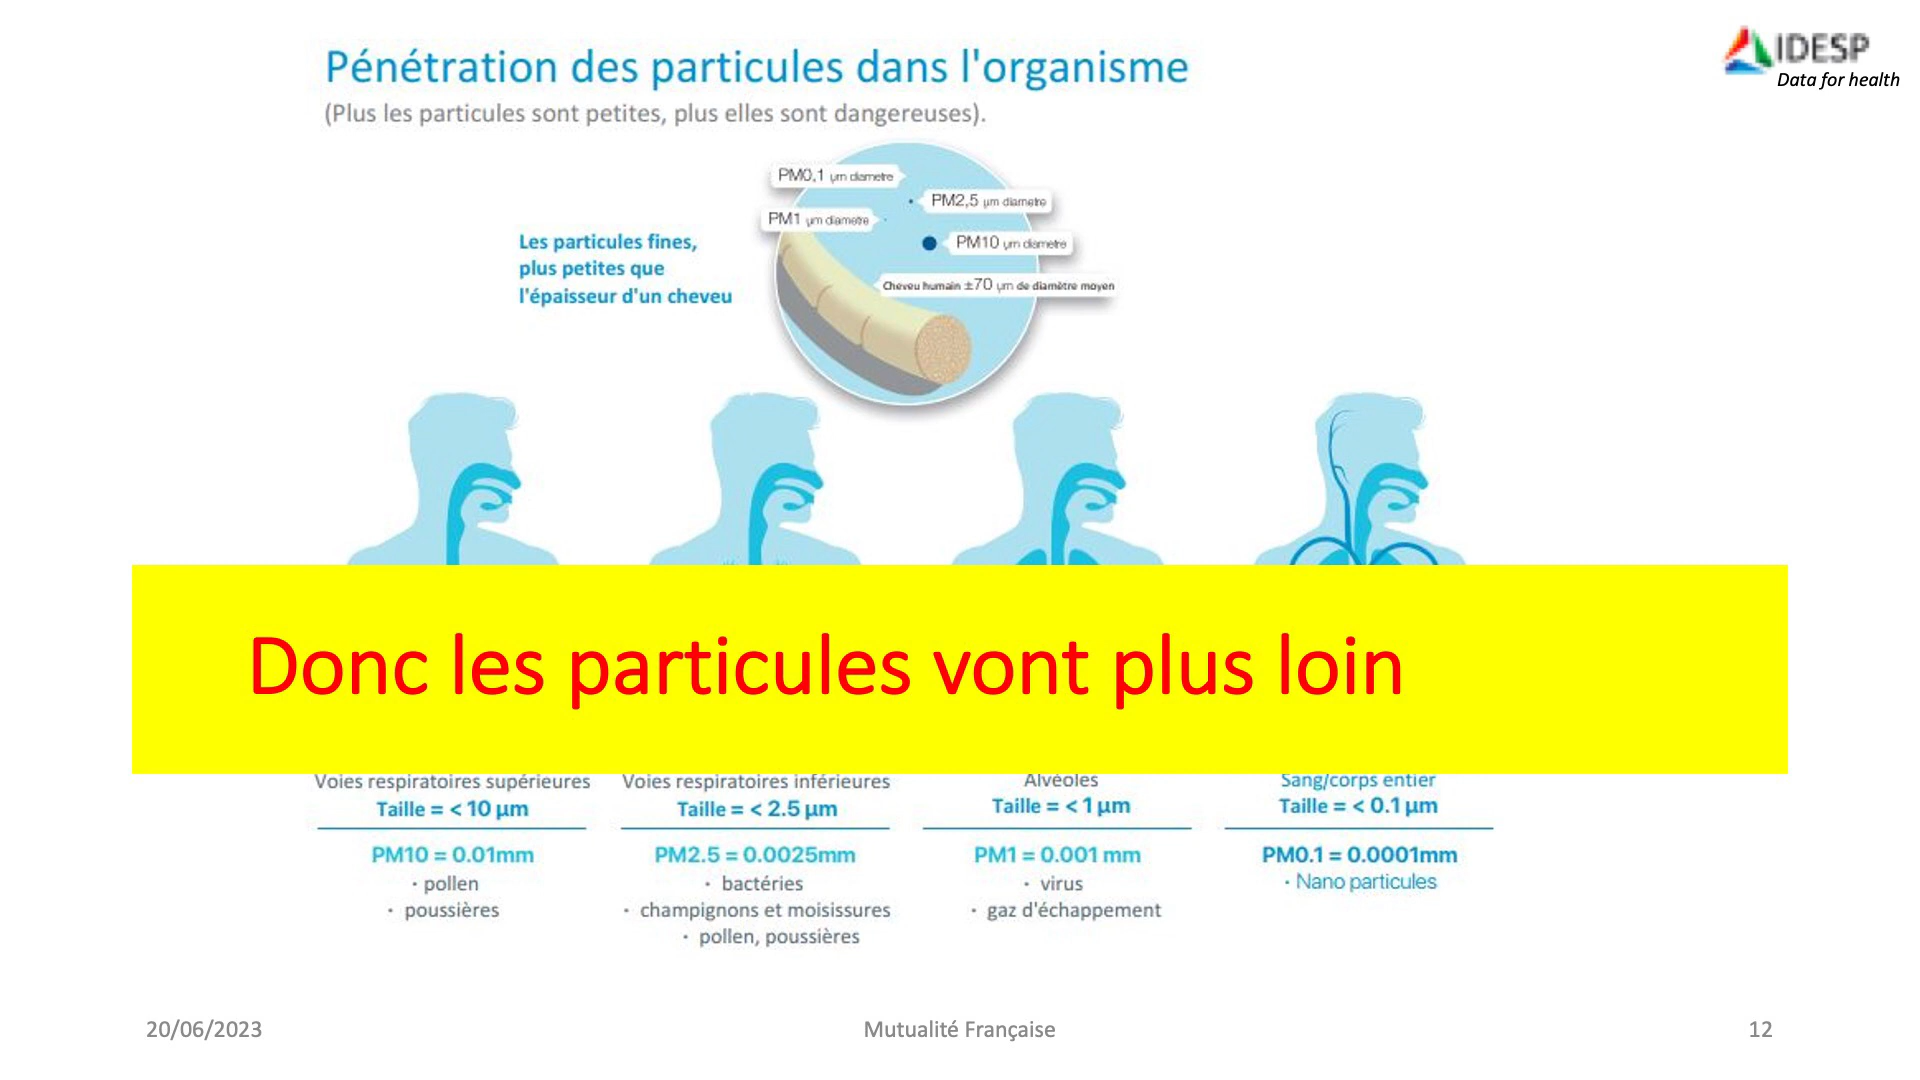 Pénétration des particules dans l'organisme
(Plus les particules sont petites, plus elles sont dangereuses).
IDESP
Data for health
PM0,1 µm diametre
PM2,5 µm diametre
PM1 µm diametre
PM10 µm diametre
Cheveu humain ±70 µm de diamètre moyen
Les particules fines,
plus petites que
l'épaisseur d'un cheveu
Donc les particules vont plus loin
Voies respiratoires supérieures
Taille = < 10 µm
PM10 = 0.01mm
· pollen
· poussières
Voies respiratoires inférieures
Taille = < 2.5 µm
PM2.5 = 0.0025mm
· bactéries
· champignons et moisissures
· pollen, poussières
Alvéoles
Taille = < 1 µm
PM1 = 0.001 mm
· virus
· gaz d'échappement
Sang/corps entier
Taille = < 0.1 µm
PM0.1 = 0.0001mm
· Nano particules
20/06/2023
Mutualité Française
12